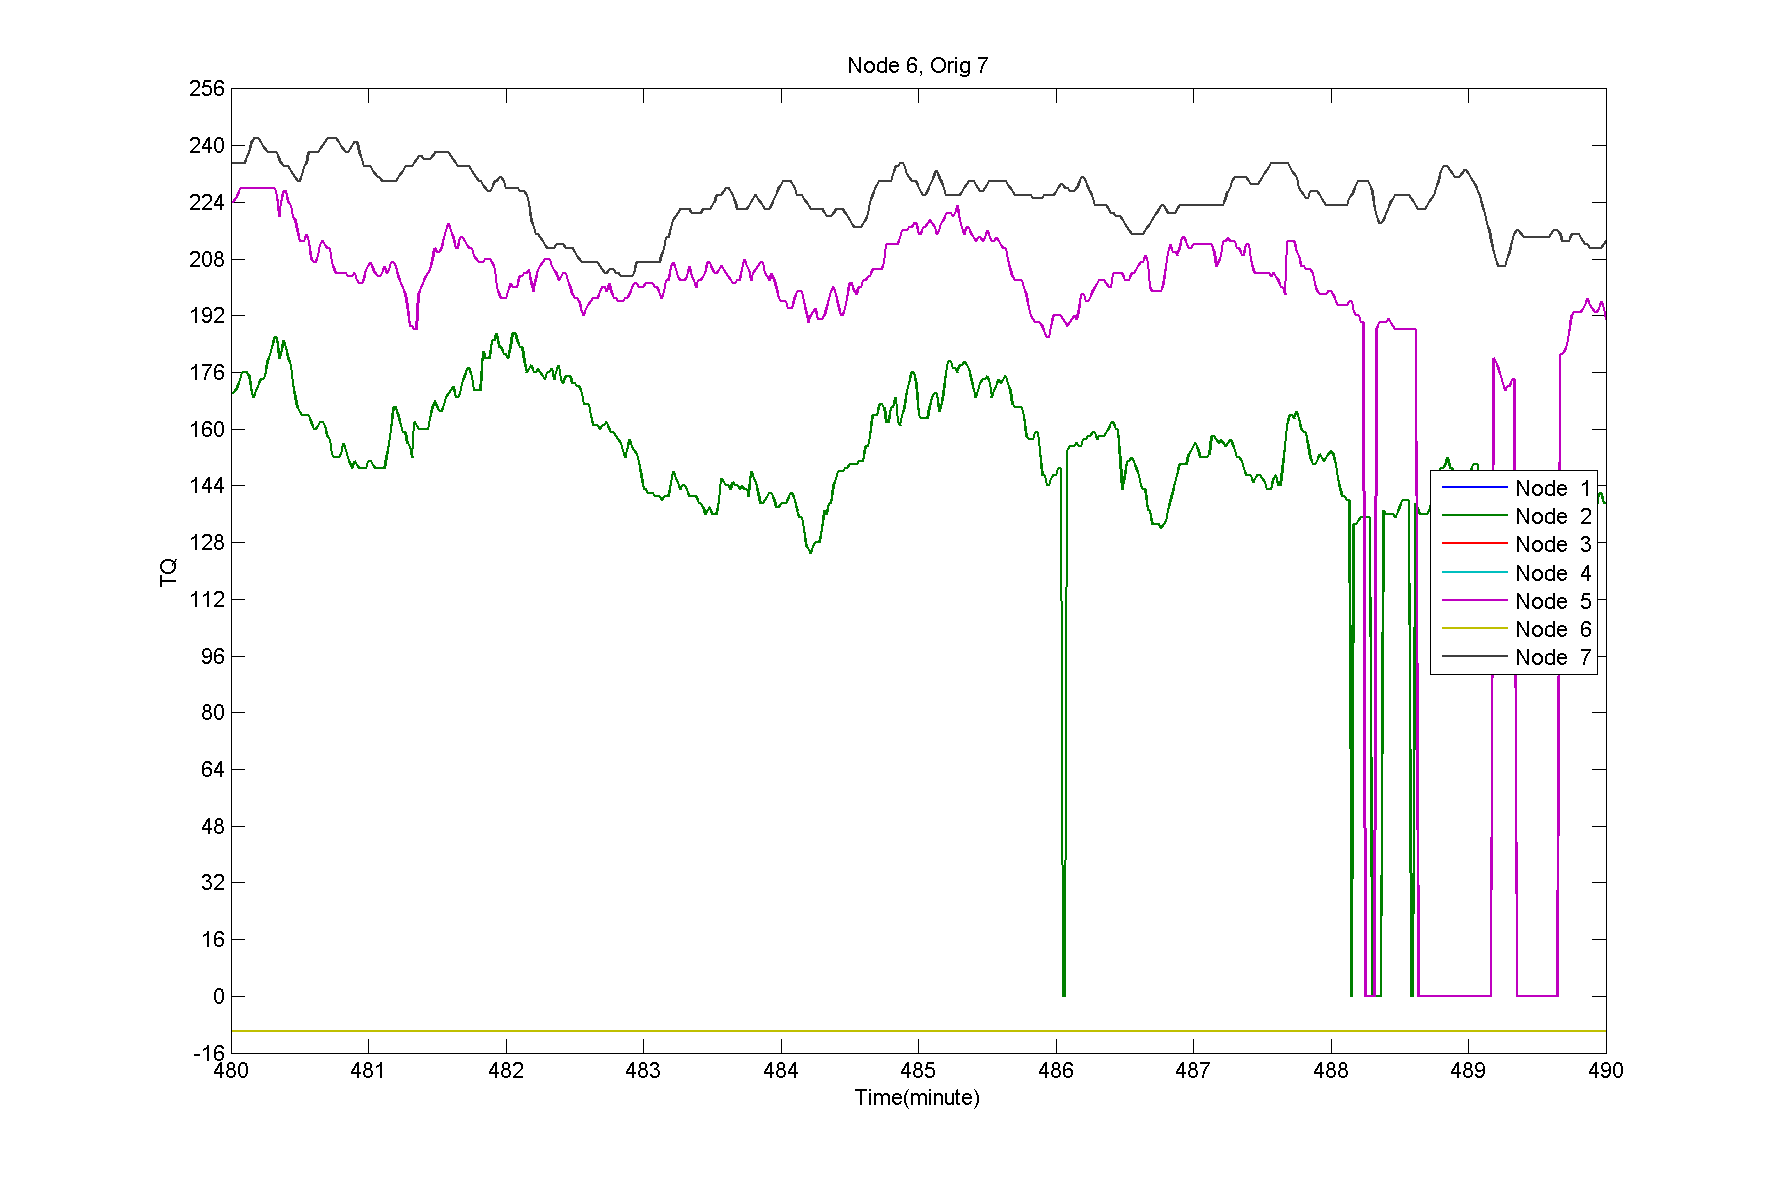 Node 6, Orig 7
256
240
224
208
192
176
160
144
128
112
96
80
64
48
32
16
0
-16
TQ
Node 1
Node 2
Node 3
Node 4
Node 5
Node 6
Node 7
480 481 482 483 484 485 486 487 488 489 490
Time(minute)